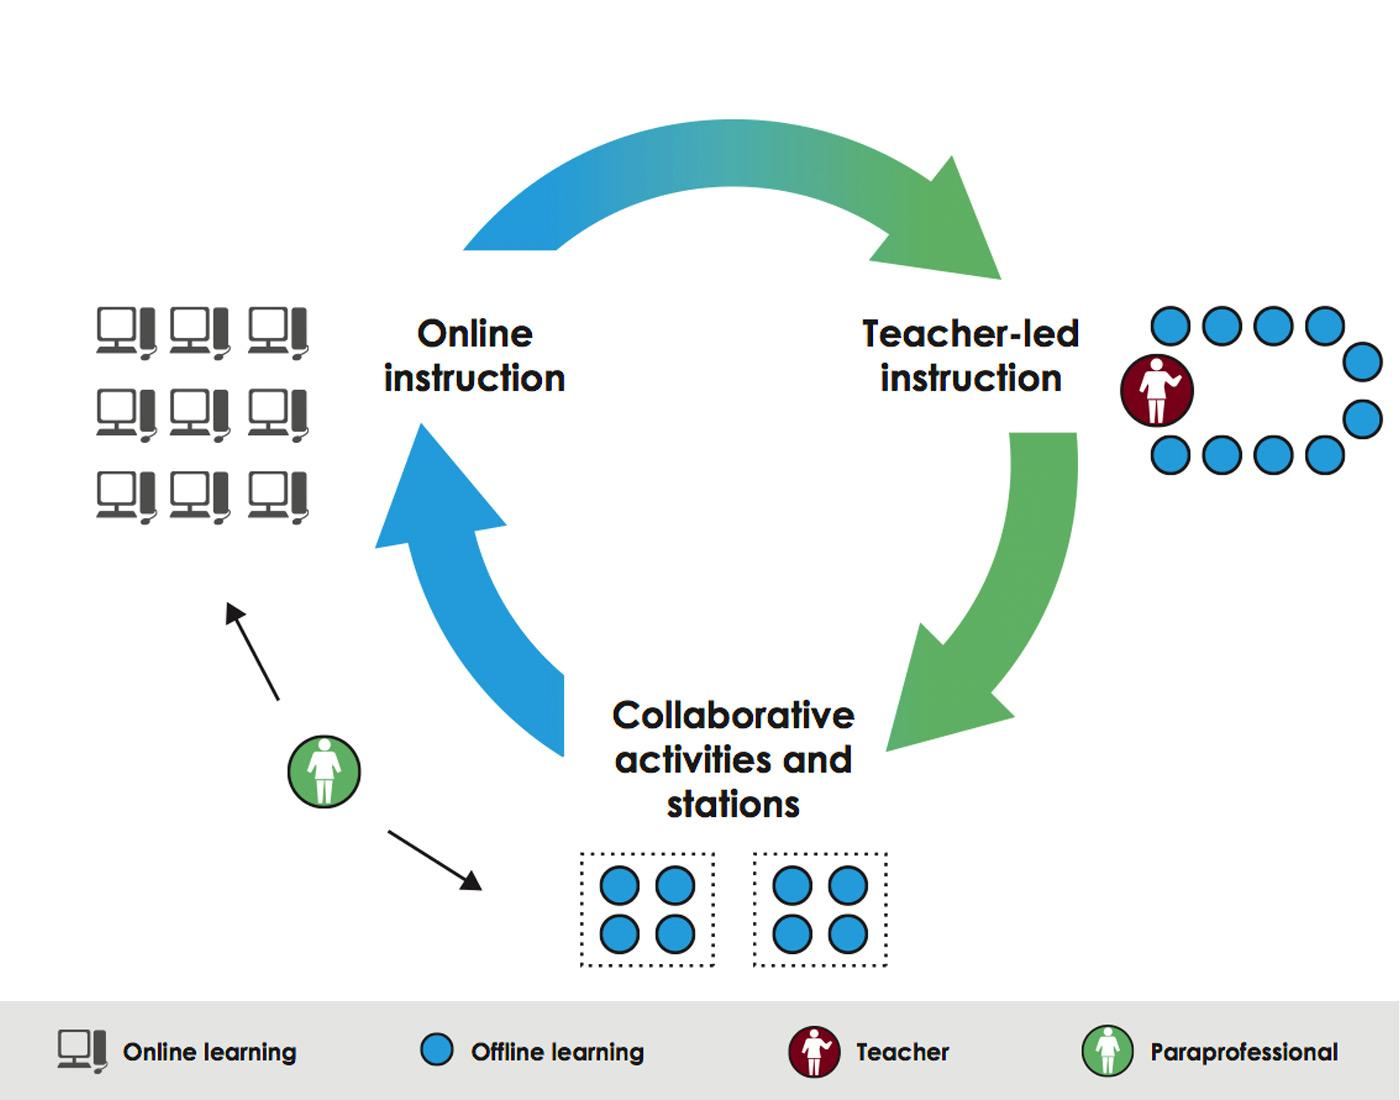 Online
instruction
Teacher-led
instruction
Collaborative
activities and
stations
Online learning
Offline learning
Teacher
Paraprofessional